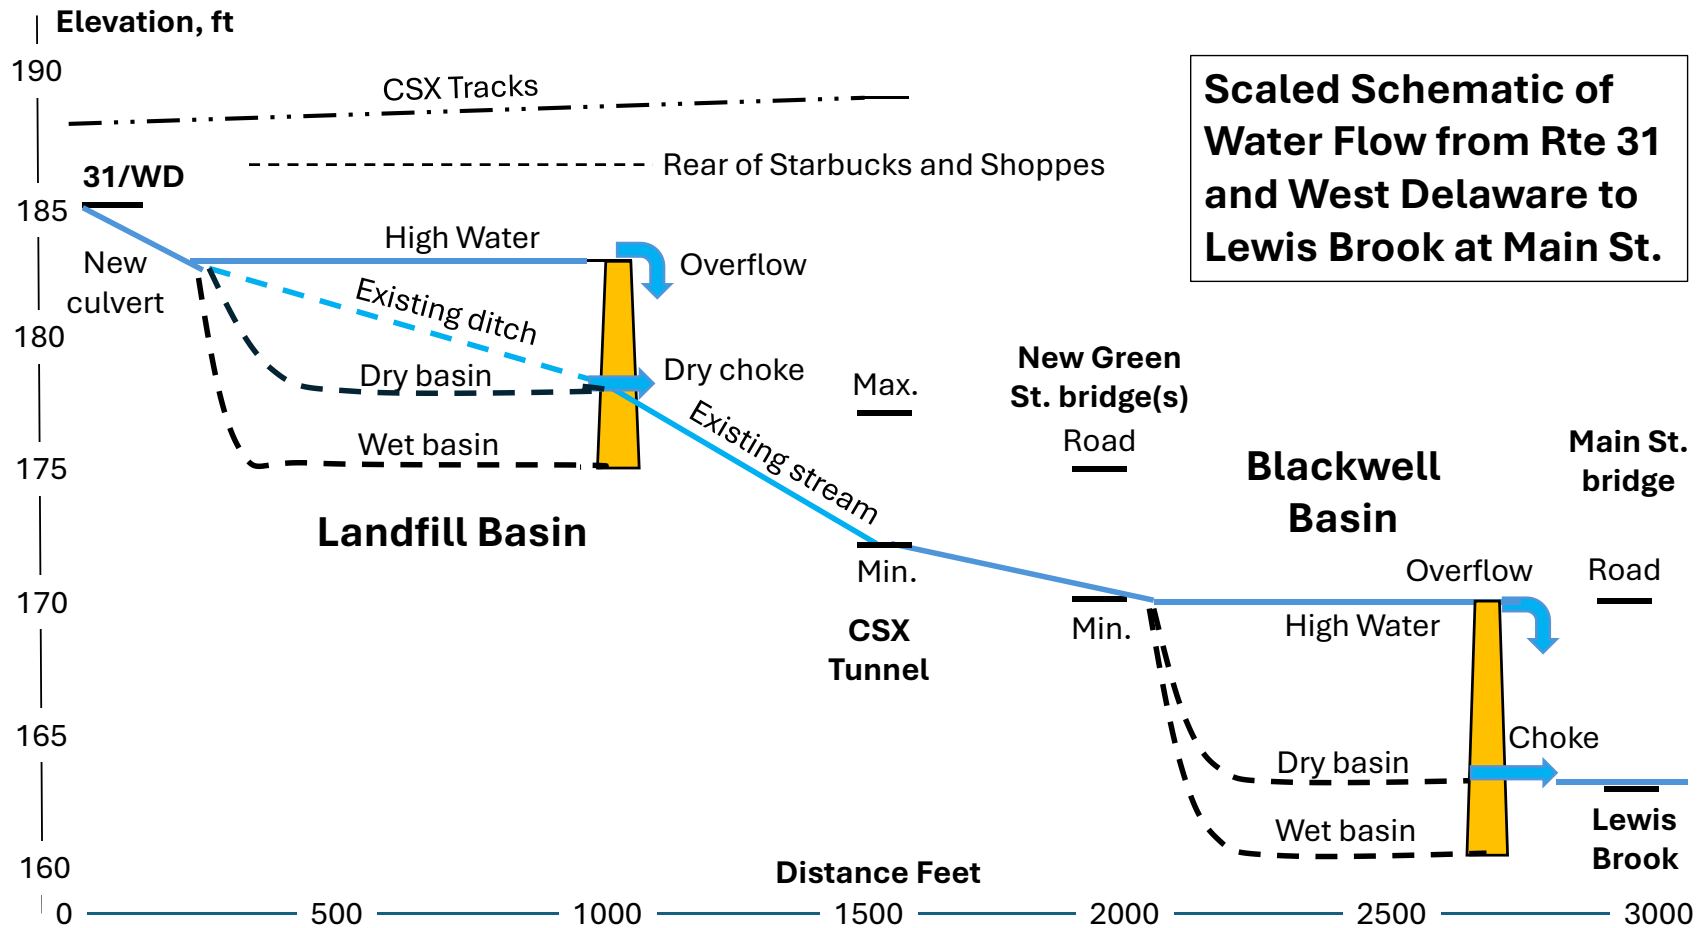 Elevation, ft
190
CSX Tracks
Scaled Schematic of
Water Flow from Rte 31
and West Delaware to
Lewis Brook at Main St.
Rear of Starbucks and Shoppes
31/WD
185
High Water
Overflow
New
culvert
Existing ditch
180
Dry basin
Dry choke
Max.
New Green
St. bridge(s)
Road
Existing stream
Wet basin
175
Blackwell
Basin
Main St.
bridge
Landfill Basin
Min.
Overflow
Road
170
CSX
Tunnel
Min.
High Water
165
Choke
Dry basin
Wet basin
Lewis
Brook
160
Distance Feet
0 500 1000 1500 2000 2500 3000